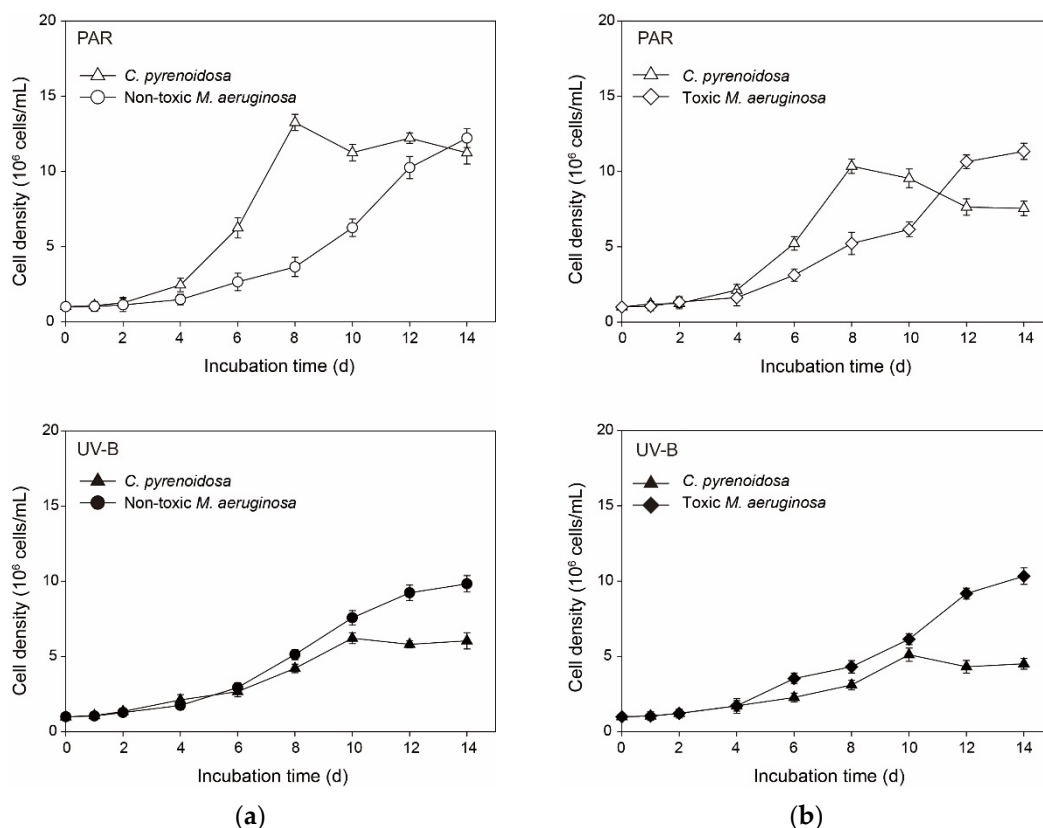 20
15
10
5
0
Cell density (10⁶ cells/mL)
PAR
C. pyrenoidosa
Non-toxic M. aeruginosa
0 2 4 6 8 10 12 14
Incubation time (d)
20
15
10
5
0
Cell density (10⁶ cells/mL)
PAR
C. pyrenoidosa
Toxic M. aeruginosa
0 2 4 6 8 10 12 14
Incubation time (d)
20
15
10
5
0
Cell density (10⁶ cells/mL)
UV-B
C. pyrenoidosa
Non-toxic M. aeruginosa
0 2 4 6 8 10 12 14
Incubation time (d)
20
15
10
5
0
Cell density (10⁶ cells/mL)
UV-B
C. pyrenoidosa
Toxic M. aeruginosa
0 2 4 6 8 10 12 14
Incubation time (d)
(a)
(b)